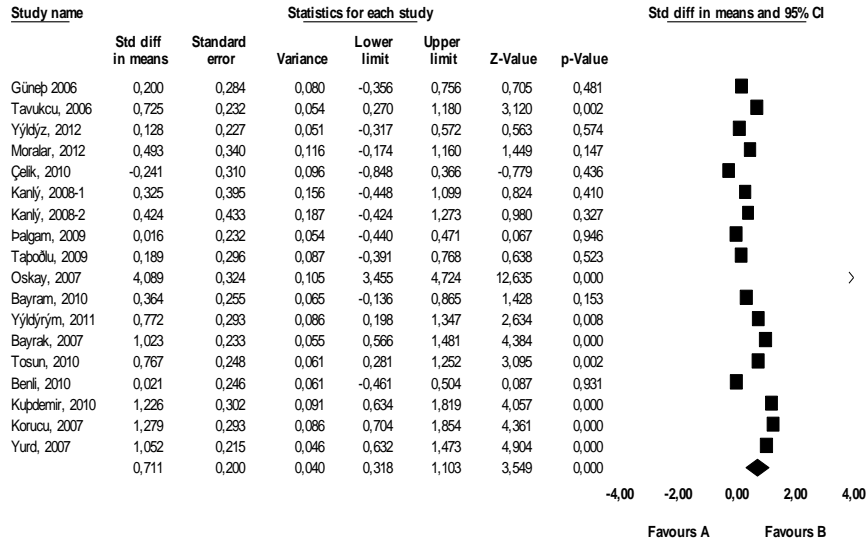 Study name Statistics for each study Std diff in means and 95% CI
Std diff Standard Lower Upper
in means error Variance limit limit Z-Value p-Value
Güneþ 2006 0,200 0,284 0,080 -0,356 0,756 0,705 0,481
Tavukcu, 2006 0,725 0,232 0,054 0,270 1,180 3,120 0,002
Yýldýz, 2012 0,128 0,227 0,051 -0,317 0,572 0,563 0,574
Moralar, 2012 0,493 0,340 0,116 -0,174 1,160 1,449 0,147
Çelik, 2010 -0,241 0,310 0,096 -0,848 0,366 -0,779 0,436
Kanlý, 2008-1 0,325 0,395 0,156 -0,448 1,099 0,824 0,410
Kanlý, 2008-2 0,424 0,433 0,187 -0,424 1,273 0,980 0,327
Þalgam, 2009 0,016 0,232 0,054 -0,440 0,471 0,067 0,946
Taþoðlu, 2009 0,189 0,296 0,087 -0,391 0,768 0,638 0,523
Oskay, 2007 4,089 0,324 0,105 3,455 4,724 12,635 0,000
Bayram, 2010 0,364 0,255 0,065 -0,136 0,865 1,428 0,153
Yýldýrým, 2011 0,772 0,293 0,086 0,198 1,347 2,634 0,008
Bayrak, 2007 1,023 0,233 0,055 0,566 1,481 4,384 0,000
Tosun, 2010 0,767 0,248 0,061 0,281 1,252 3,095 0,002
Benli, 2010 0,021 0,246 0,061 -0,461 0,504 0,087 0,931
Kuþdemir, 2010 1,226 0,302 0,091 0,634 1,819 4,057 0,000
Korucu, 2007 1,279 0,293 0,086 0,704 1,854 4,361 0,000
Yurd, 2007 1,052 0,215 0,046 0,632 1,473 4,904 0,000
0,711 0,200 0,040 0,318 1,103 3,549 0,000
-4,00 -2,00 0,00 2,00 4,00
Favours A Favours B